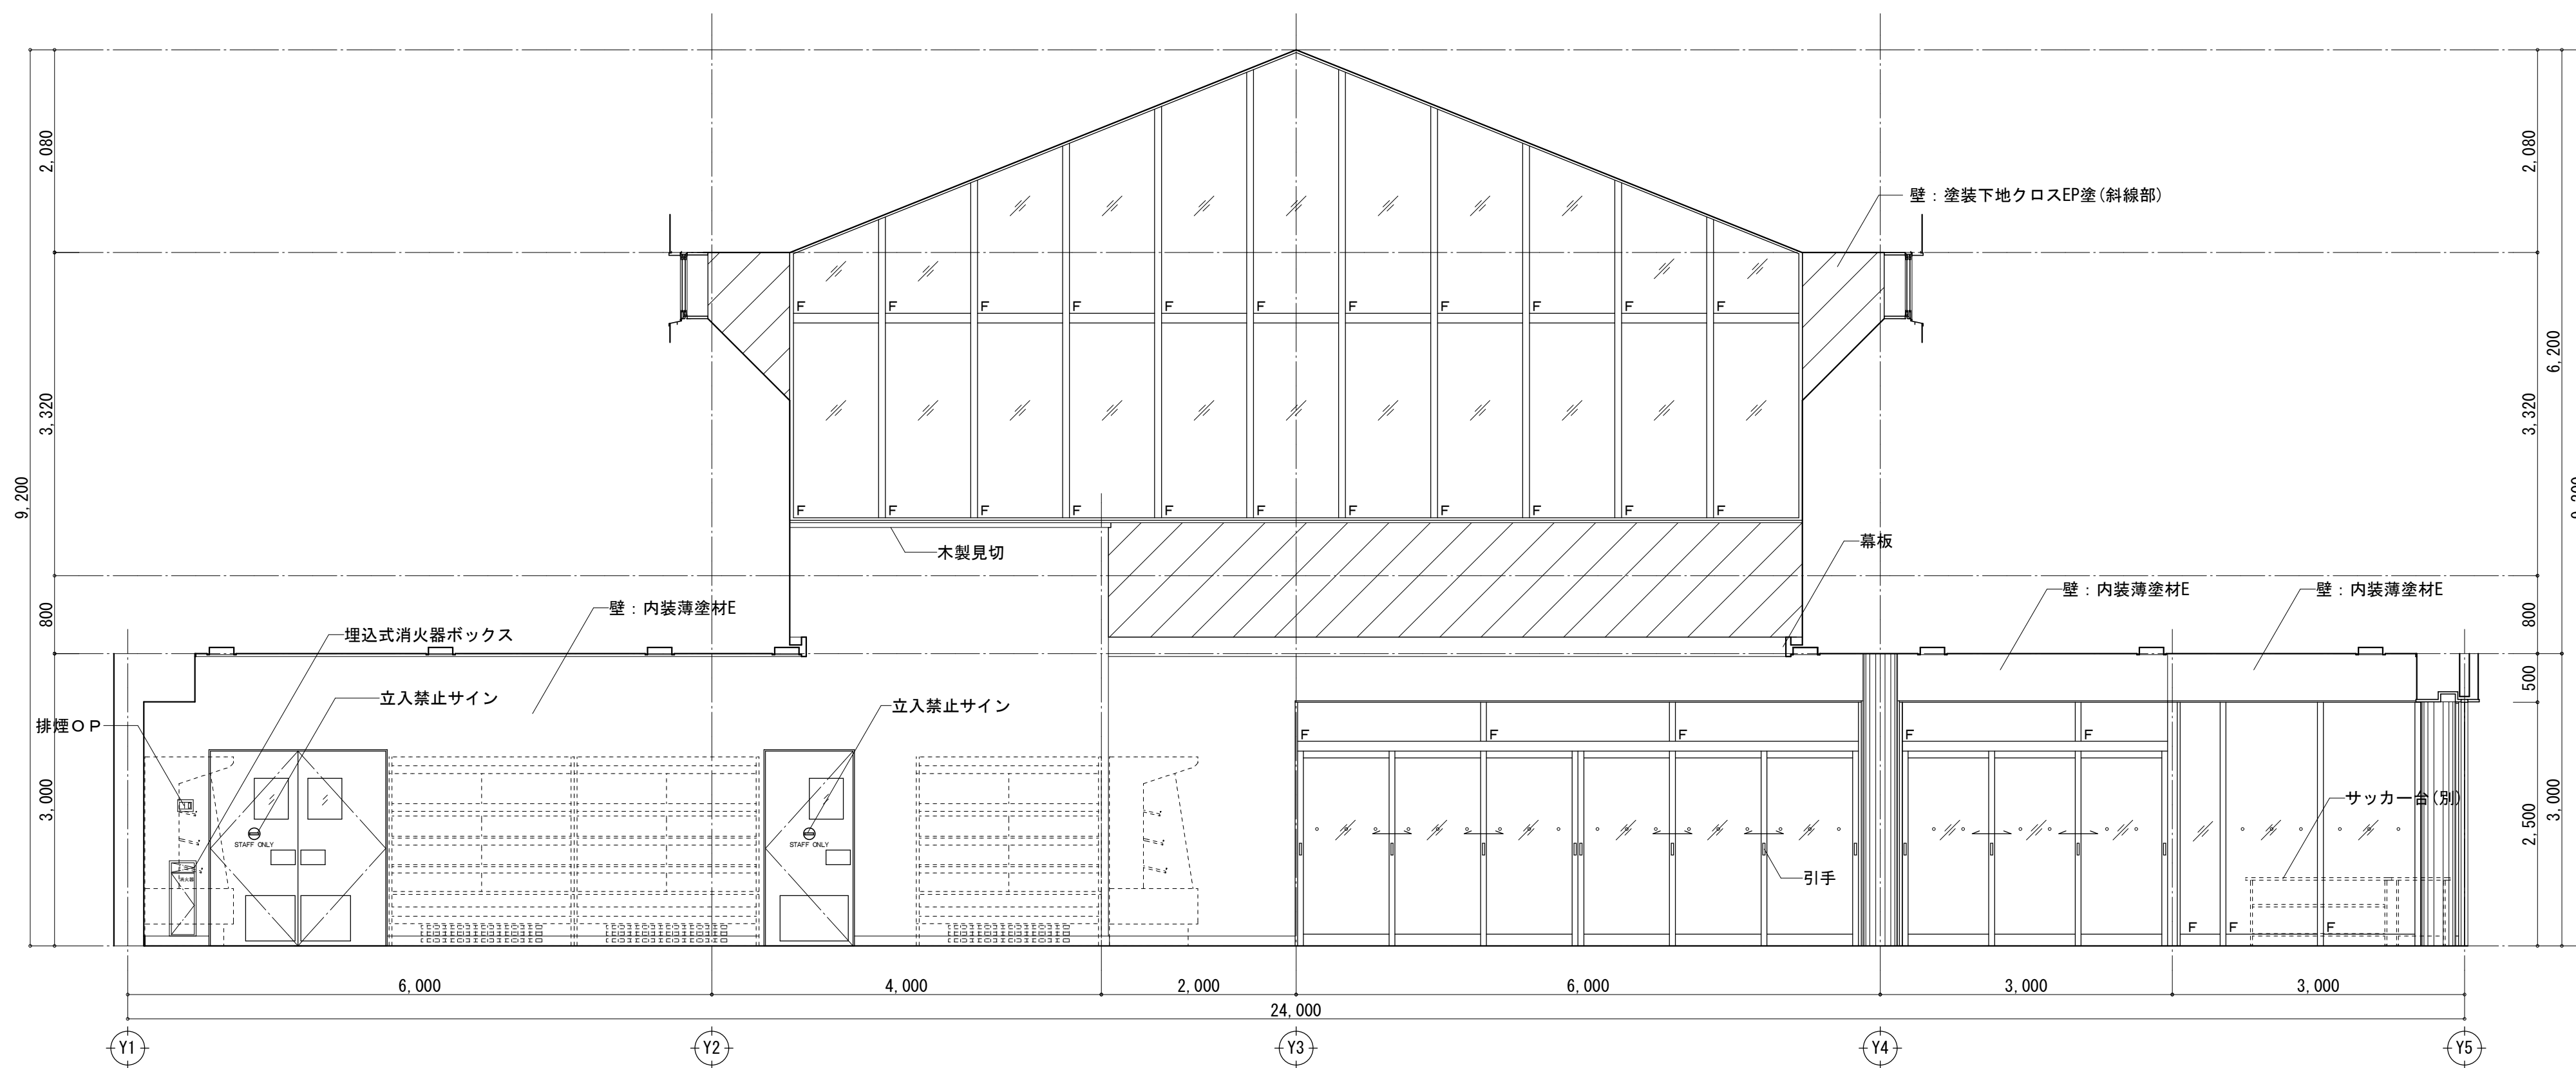 2,080
2,080
壁：塗装下地クロスEP塗(斜線部)
F F F F F F F F F F F
6,200
3,320
3,320
9,200
F F F F F F F F F F F
木製見切
幕板
800
壁：内装薄塗材E
壁：内装薄塗材E
壁：内装薄塗材E
800
埋込式消火器ボックス
500
立入禁止サイン
立入禁止サイン
排煙ＯＰ
F F F F F
3,000
サッカー台(別)
3,000
2,500
STAFF ONLY
STAFF ONLY
消火器
引手
F F F
6,000 4,000 2,000 6,000 3,000 3,000
24,000
Y1 Y2 Y3 Y4 Y5